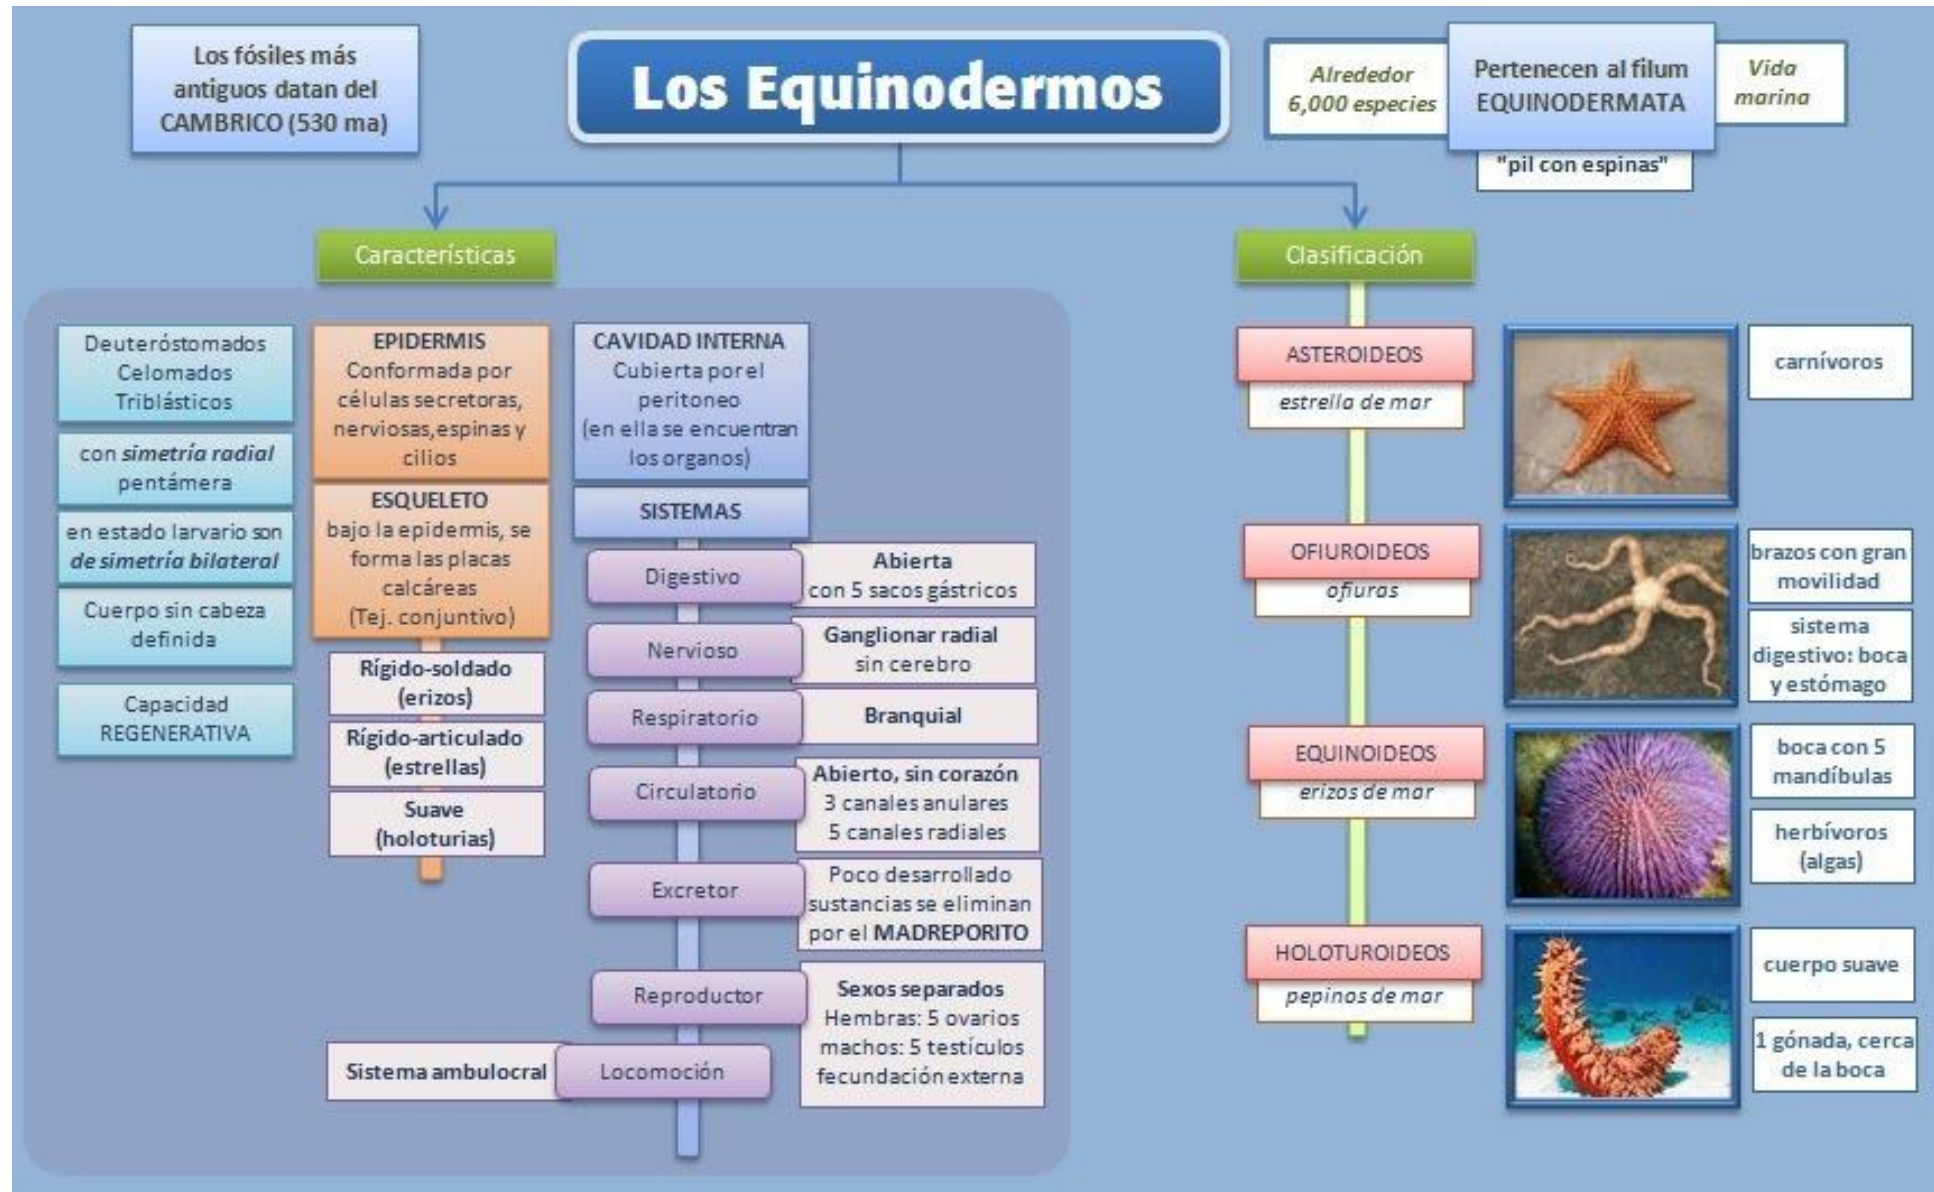 Los fósiles más
antiguos datan del
CAMBRICO (530 ma)
Los Equinodermos
Alrededor
6,000 especies
Pertenecen al filum
EQUINODERMATA
Vida
marina
"pil con espinas"
Características
Deuteróstomados
Celomados
Triblásticos
con simetría radial
pentámera
en estado larvario son
de simetría bilateral
Cuerpo sin cabeza
definida
Capacidad
REGENERATIVA
EPIDERMIS
Conformada por
células secretoras,
nerviosas,espinas y
cilios
ESQUELETO
bajo la epidermis, se
forma las placas
calcáreas
(Tej. conjuntivo)
Rígido-soldado
(erizos)
Rígido-articulado
(estrellas)
Suave
(holoturias)
CAVIDAD INTERNA
Cubierta por el
peritoneo
(en ella se encuentran
los organos)
SISTEMAS
Digestivo
Abierta
con 5 sacos gástricos
Nervioso
Ganglionar radial
sin cerebro
Respiratorio
Branquial
Circulatorio
Abierto, sin corazón
3 canales anulares
5 canales radiales
Excretor
Poco desarrollado
sustancias se eliminan
por el MADREPORITO
Reproductor
Sexos separados
Hembras: 5 ovarios
machos: 5 testículos
fecundación externa
Sistema ambulocral
Locomoción
Clasificación
ASTEROIDEOS
estrella de mar
carnívoros
OFIUROIDEOS
ofiuras
brazos con gran
movilidad
sistema
digestivo: boca
y estómago
EQUINOIDEOS
erizos de mar
boca con 5
mandíbulas
herbívoros
(algas)
HOLOTUROIDEOS
pepinos de mar
cuerpo suave
1 gónada, cerca
de la boca